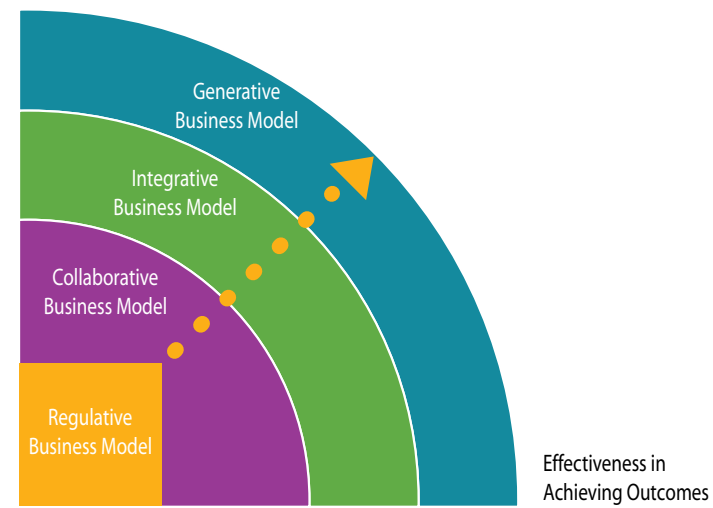 Generative
Business Model
Integrative
Business Model
Collaborative
Business Model
Regulative
Business Model
Effectiveness in
Achieving Outcomes